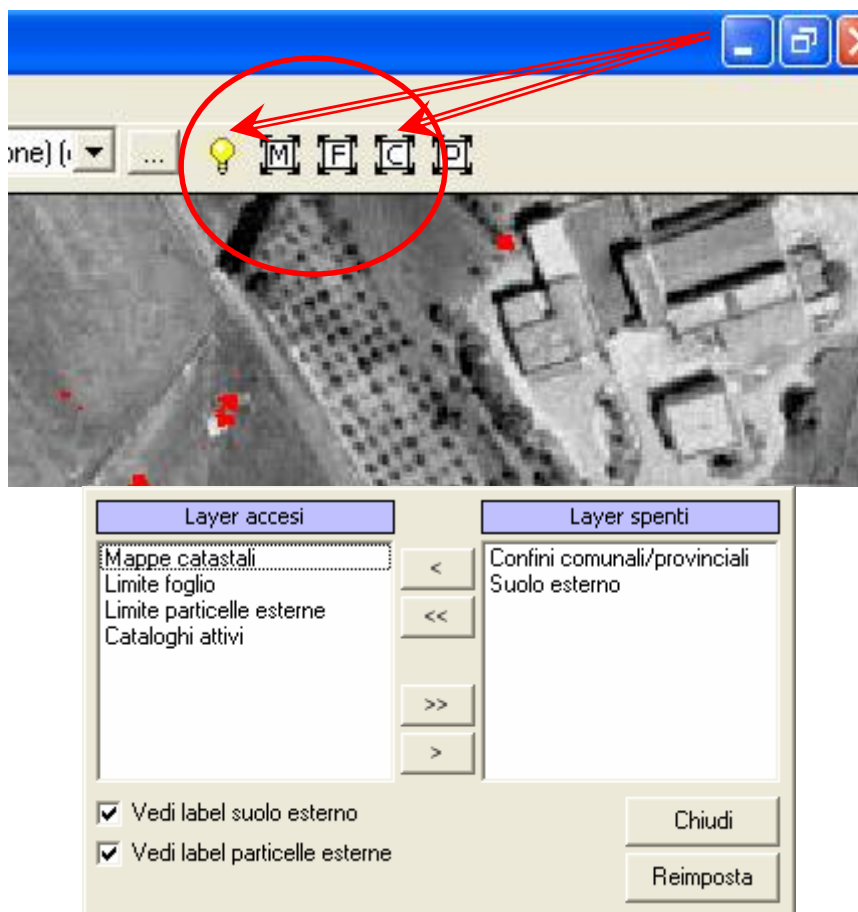 ...
M F C P
Layer accesi
Layer spenti
Mappe catastali
Limite foglio
Limite particelle esterne
Cataloghi attivi
<
<<
>>
>
Confini comunali/provinciali
Suolo esterno
Vedi label suolo esterno
Vedi label particelle esterne
Chiudi
Reimposta